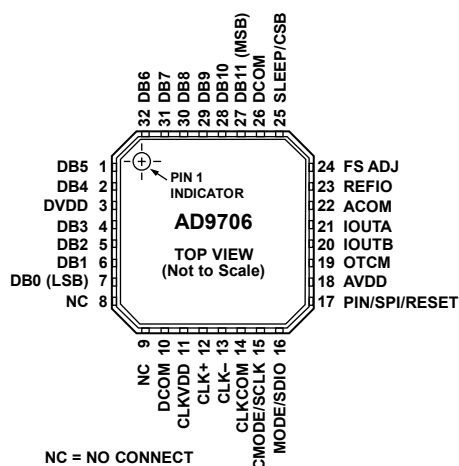 32 DB6
31 DB7
30 DB8
29 DB9
28 DB10
27 DB11 (MSB)
26 DCOM
25 SLEEP/CSB
DB5 1
DB4 2
DVDD 3
DB3 4
DB2 5
DB1 6
DB0 (LSB) 7
NC 8
PIN 1
INDICATOR
AD9706
TOP VIEW
(Not to Scale)
24 FS ADJ
23 REFIO
22 ACOM
21 IOUTA
20 IOUTB
19 OTCM
18 AVDD
17 PIN/SPI/RESET
NC 9
DCOM 10
CLKVDD 11
CLK+ 12
CLK– 13
CLKCOM 14
CMODE/SCLK 15
MODE/SDIO 16
NC = NO CONNECT